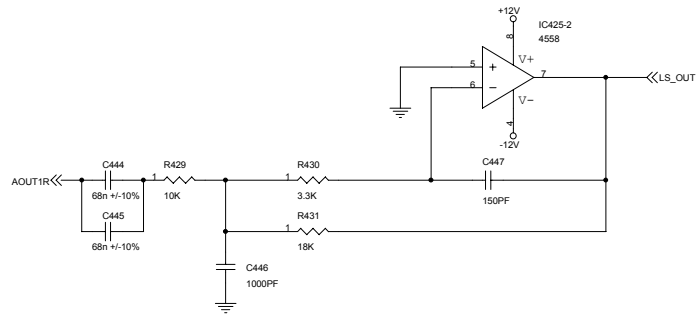 +12V
IC425-2
4558
8
V+
5
+
7
LS_OUT
6
−
V−
4
-12V
C444
R429
R430
C447
AOUT1R
1
1
68n +/-10%
10K
3.3K
150PF
C445
R431
1
68n +/-10%
18K
C446
1000PF